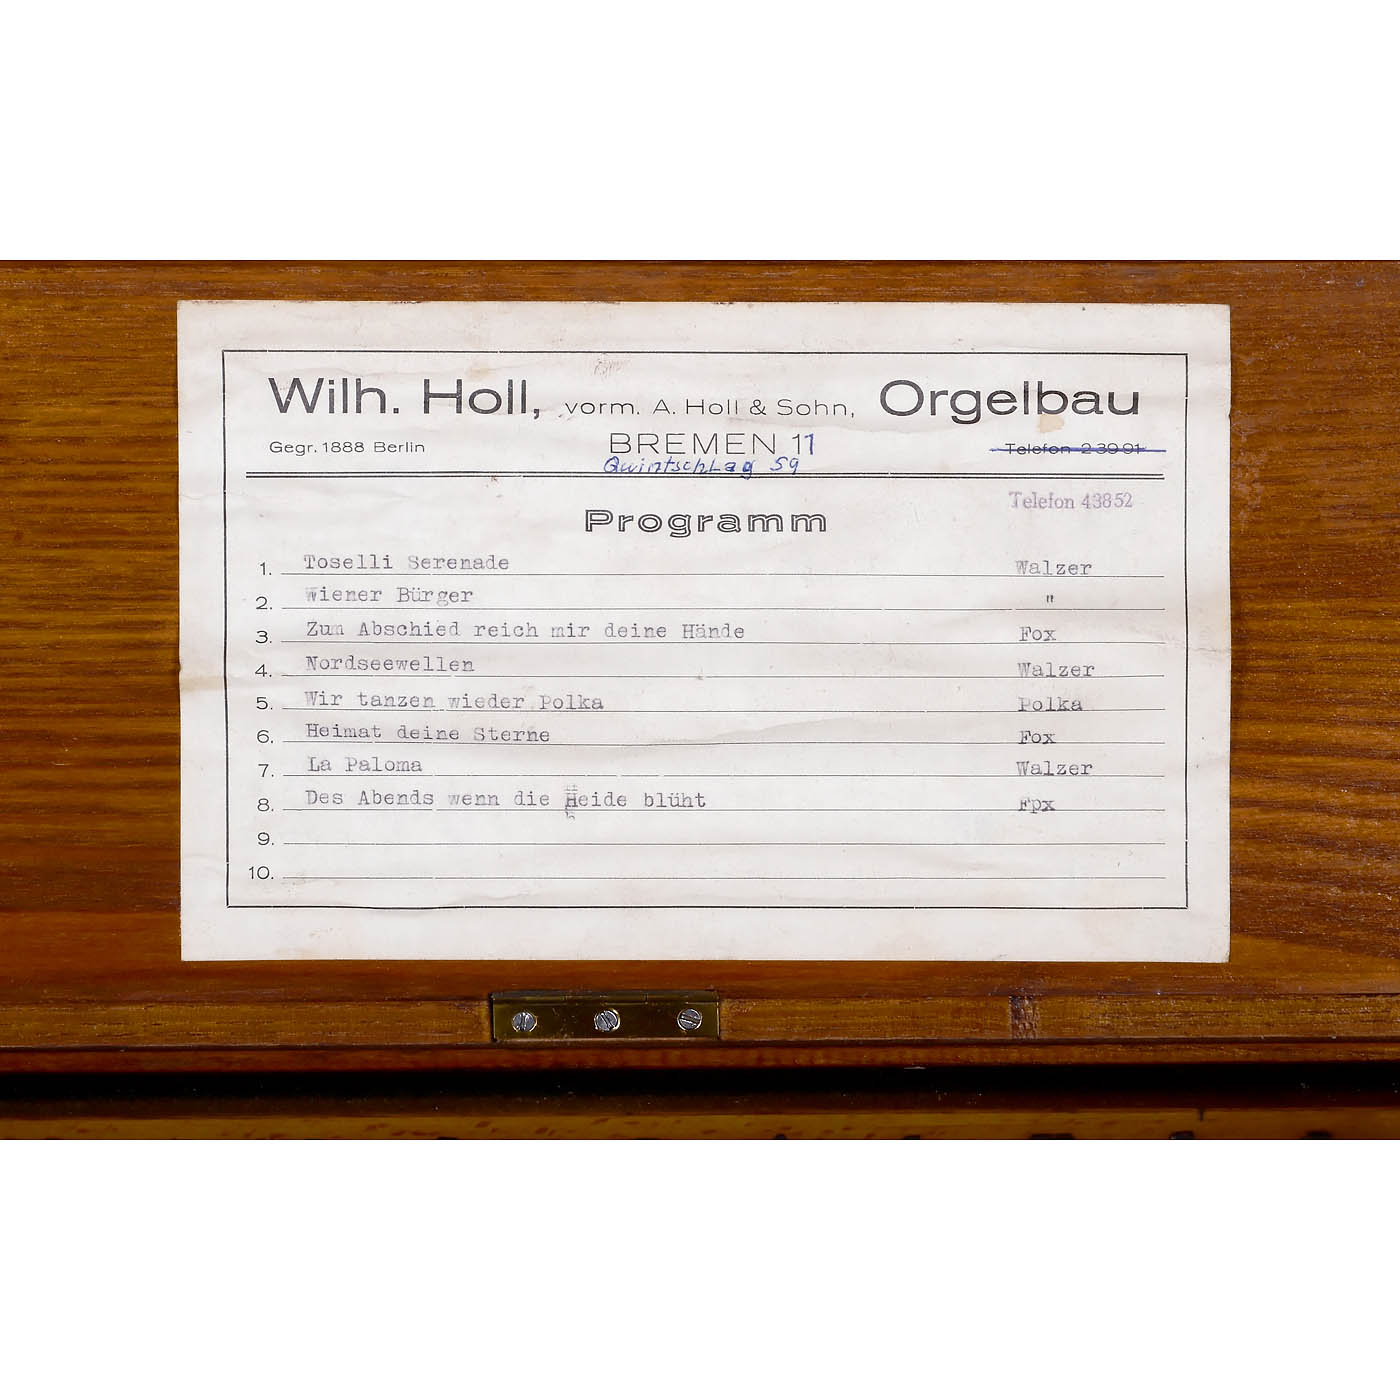 Wilh. Holl, vorm. A. Holl & Sohn, Orgelbau
Gegr. 1888 Berlin BREMEN 11 Telefon 2 39 91
Quintschlag 59
Telefon 43852
Programm
1. Toselli Serenade Walzer
2. Wiener Bürger "
3. Zum Abschied reich mir deine Hände Fox
4. Nordseewellen Walzer
5. Wir tanzen wieder Polka Polka
6. Heimat deine Sterne Fox
7. La Paloma Walzer
8. Des Abends wenn die Heide blüht Fpx
9.
10.